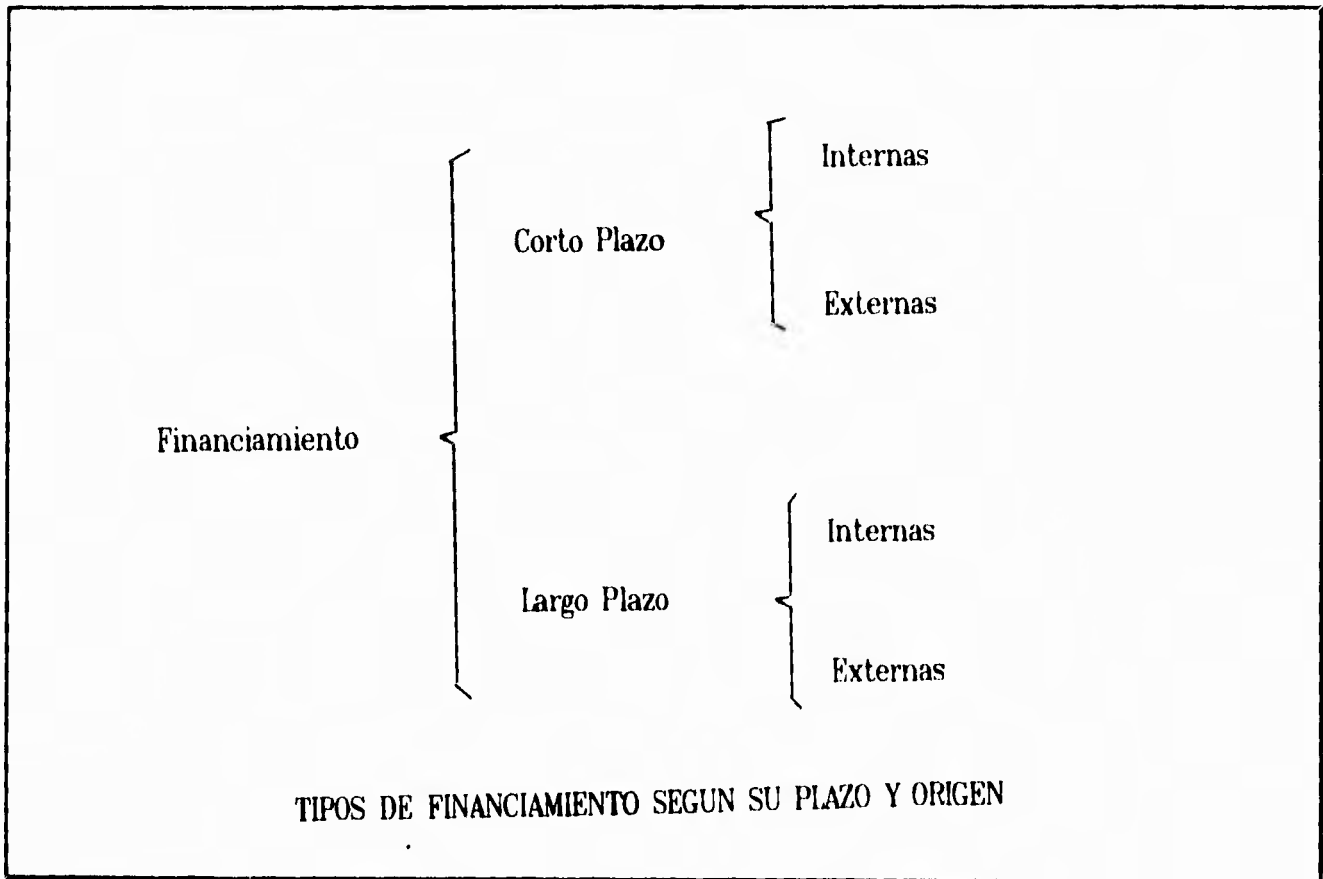 Internas
Corto Plazo
Externas
Financiamiento
Internas
Largo Plazo
Externas
TIPOS DE FINANCIAMIENTO SEGUN SU PLAZO Y ORIGEN